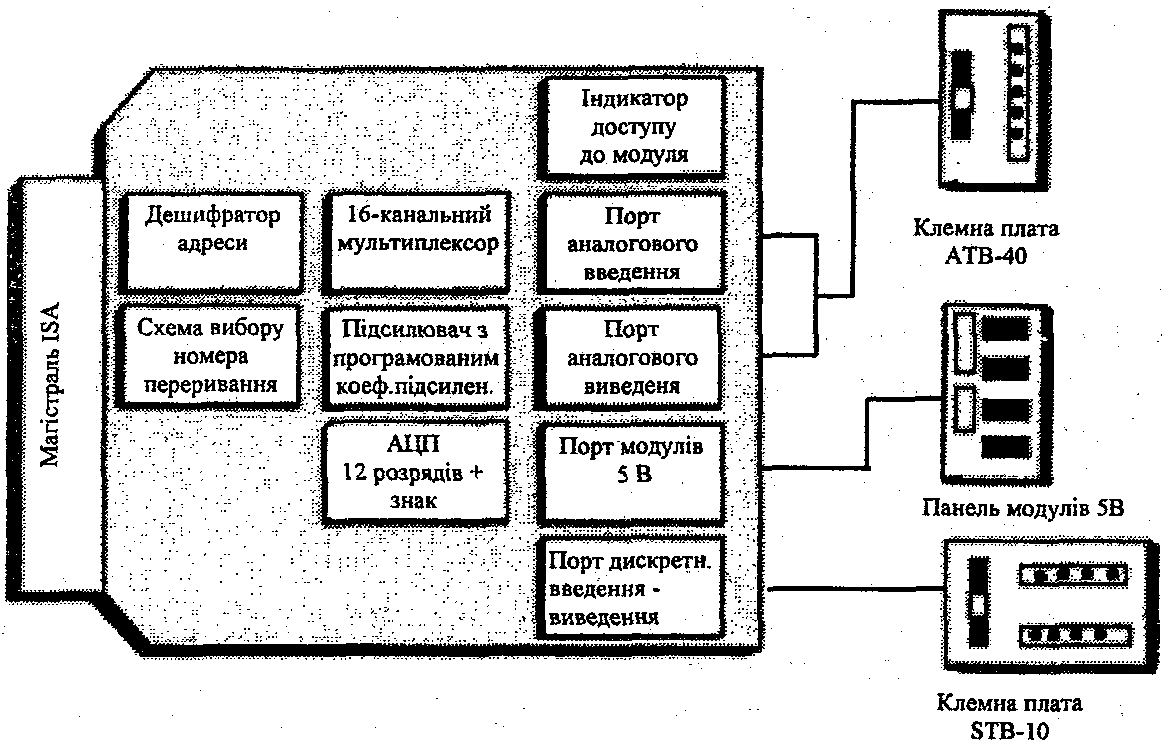 Індикатор
доступу
до модуля
Магістраль ISA
Дешифратор
адреси
16-канальний
мультиплексор
Порт
аналогового
введення
Схема вибору
номера
переривання
Підсилювач з
програмованим
коеф.підсилен.
Порт
аналогового
виведеня
АЦП
12 розрядів +
знак
Порт модулів
5 В
Порт дискретн.
введення -
виведення
Клемна плата
АТВ-40
Панель модулів 5В
Клемна плата
STB-10